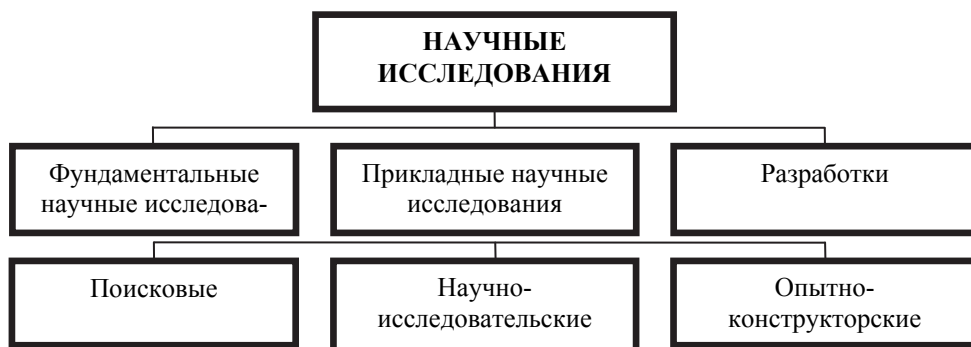 НАУЧНЫЕ
ИССЛЕДОВАНИЯ
Фундаментальные
научные исследова-
Прикладные научные
исследования
Разработки
Поисковые
Научно-
исследовательские
Опытно-
конструкторские